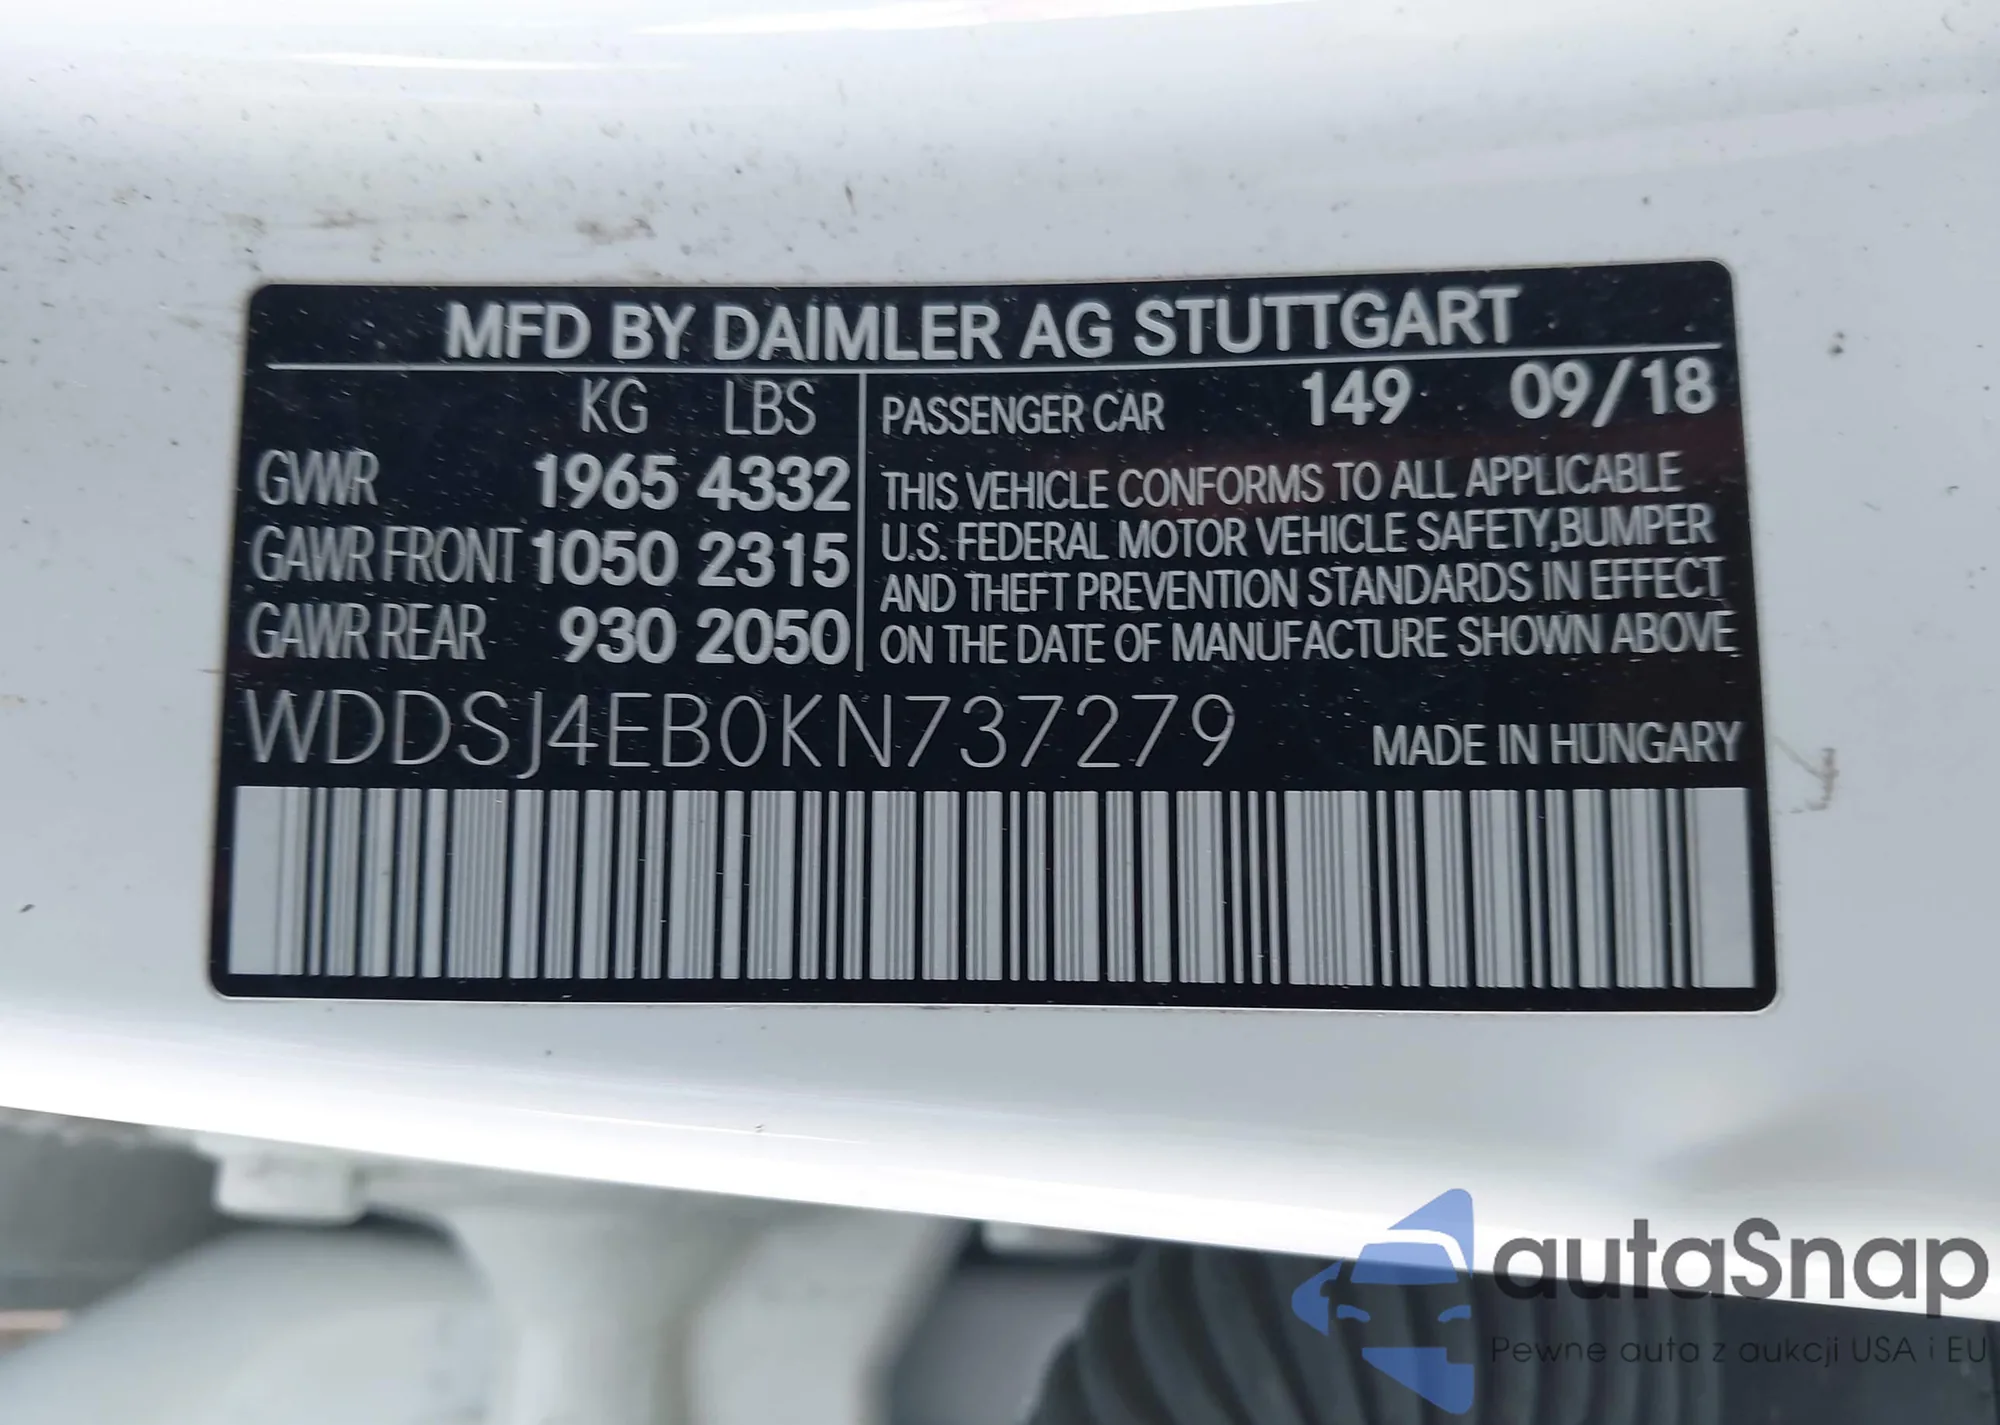 MFD BY DAIMLER AG STUTTGART
KG LBS
GVWR 1965 4332
GAWR FRONT 1050 2315
GAWR REAR 930 2050
PASSENGER CAR 149 09/18
THIS VEHICLE CONFORMS TO ALL APPLICABLE
U.S. FEDERAL MOTOR VEHICLE SAFETY,BUMPER
AND THEFT PREVENTION STANDARDS IN EFFECT
ON THE DATE OF MANUFACTURE SHOWN ABOVE
WDDSJ4EB0KN737279
MADE IN HUNGARY
autaSnap
Pewne auta z aukcji USA i EU